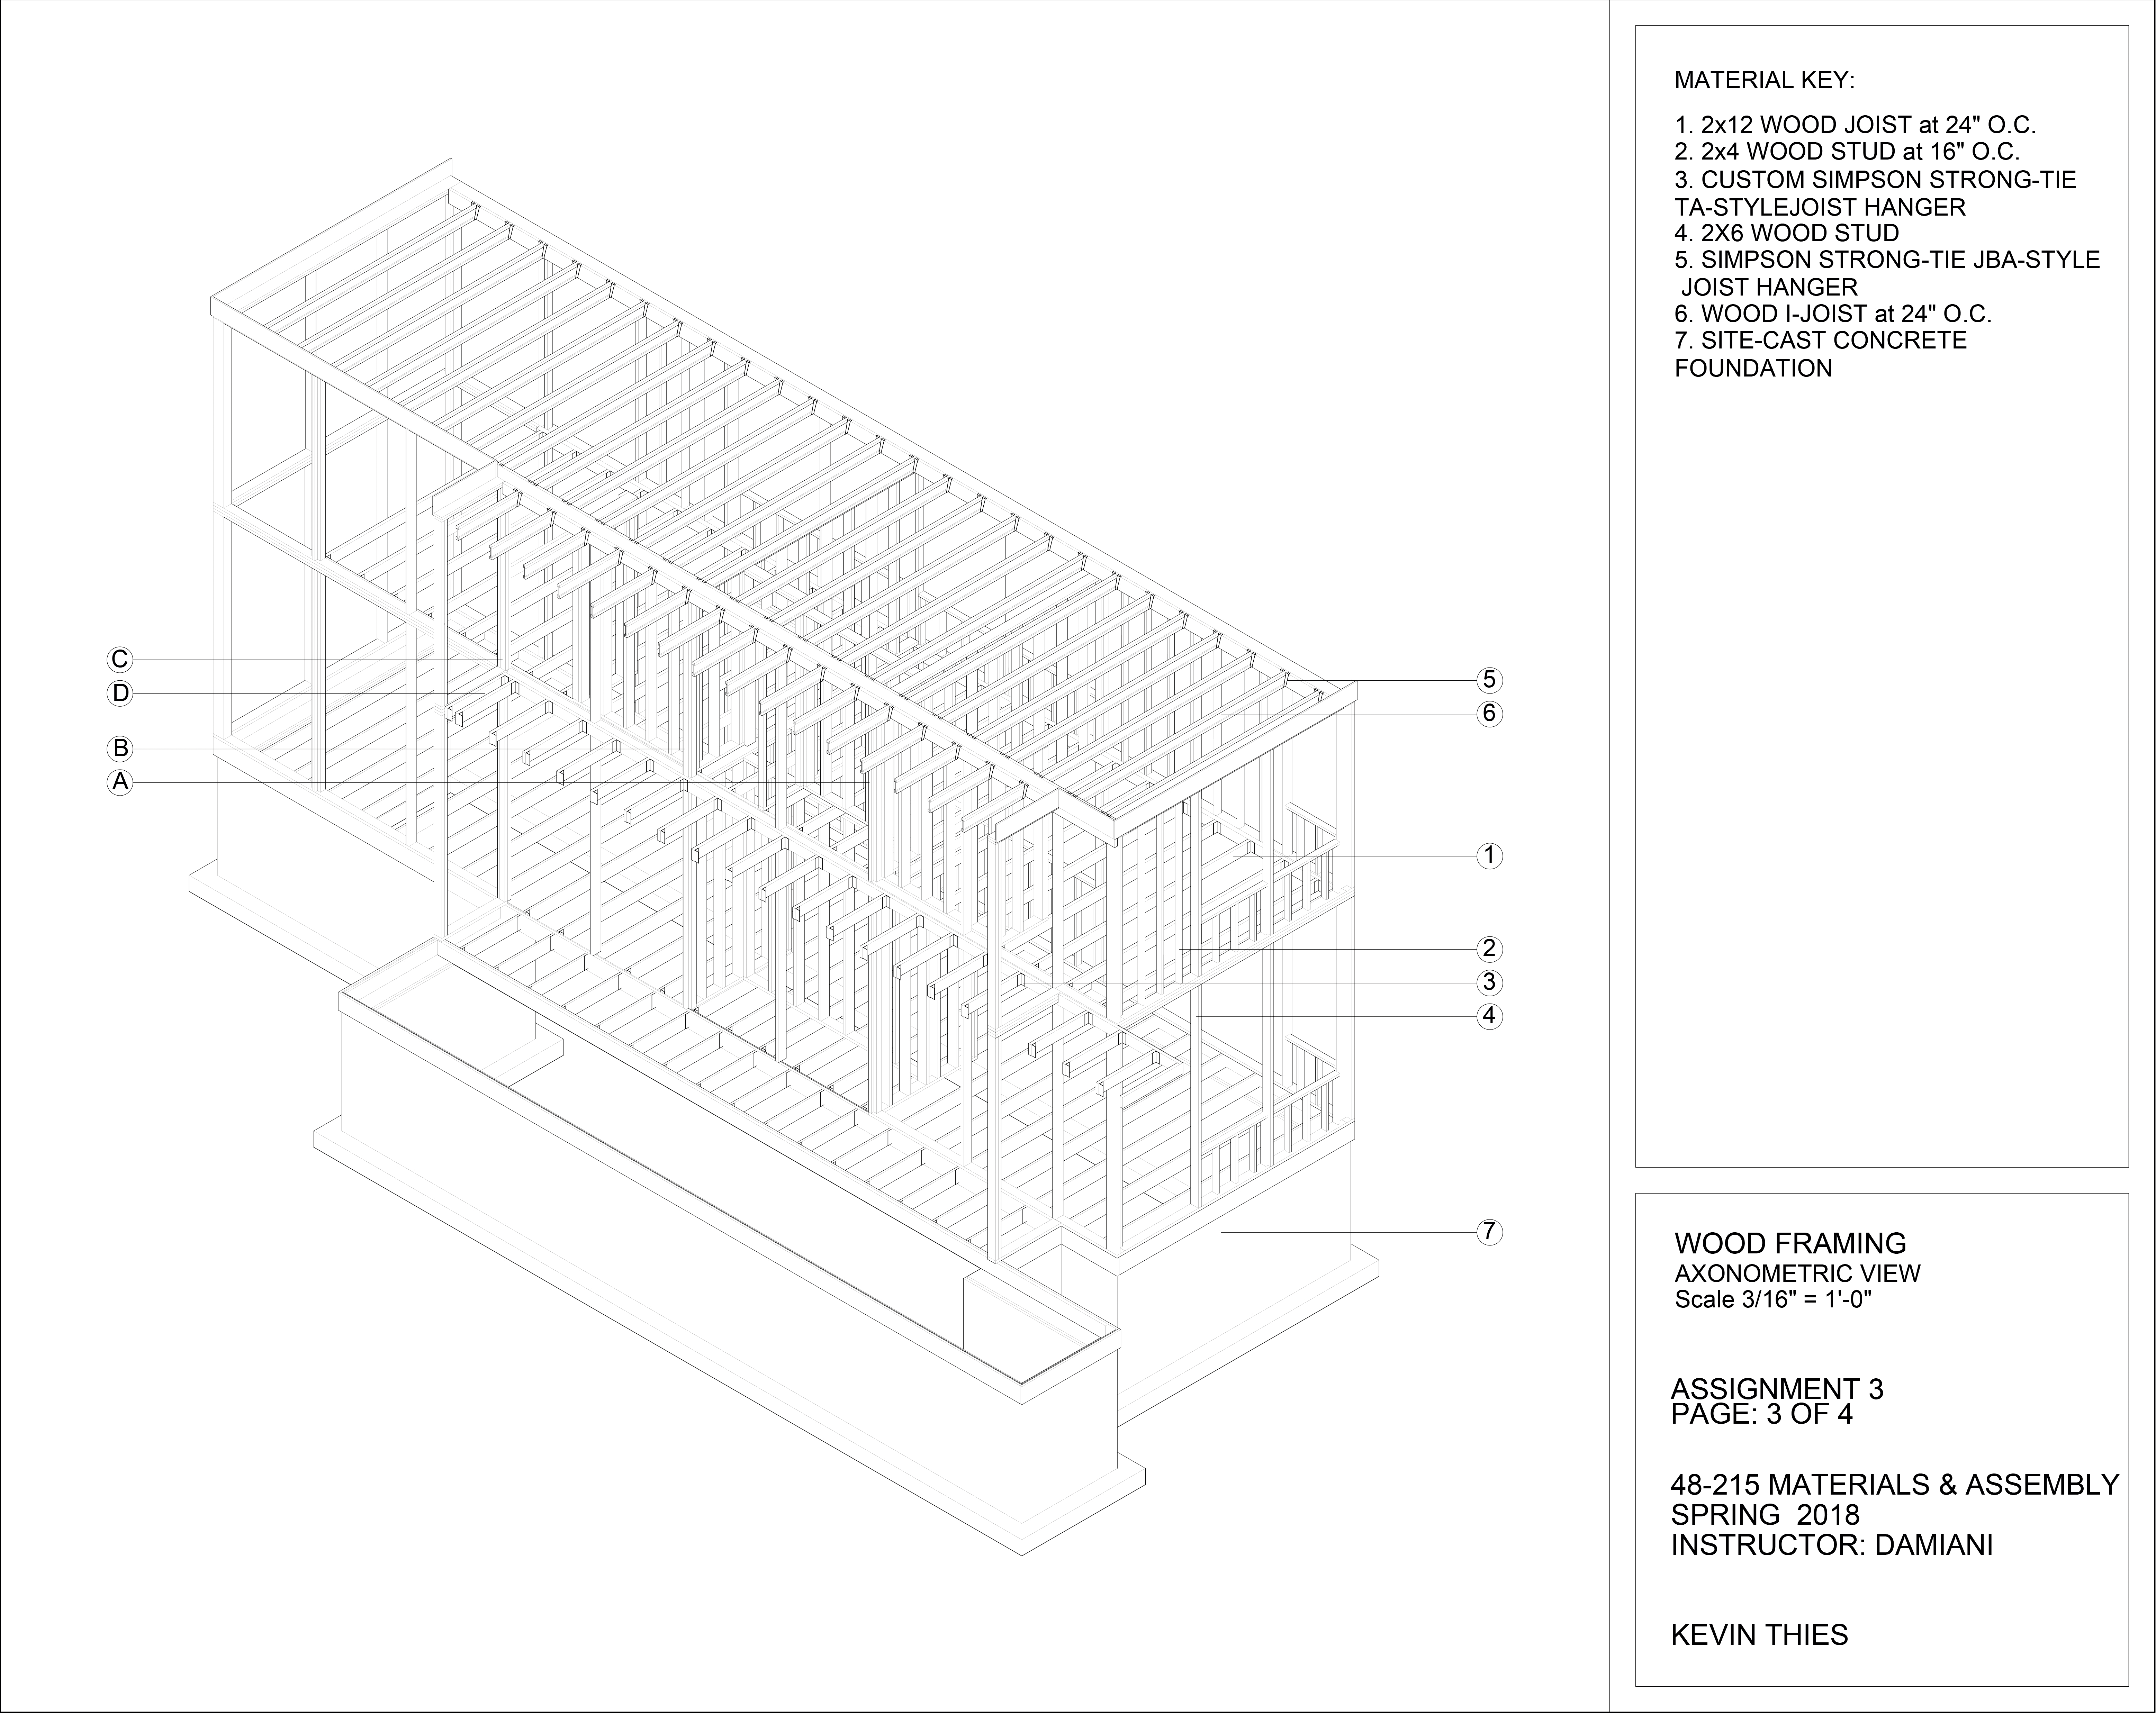 C
D
B
A
5
6
1
2
3
4
7
MATERIAL KEY:
1. 2x12 WOOD JOIST at 24" O.C.
2. 2x4 WOOD STUD at 16" O.C.
3. CUSTOM SIMPSON STRONG-TIE
TA-STYLEJOIST HANGER
4. 2X6 WOOD STUD
5. SIMPSON STRONG-TIE JBA-STYLE
JOIST HANGER
6. WOOD I-JOIST at 24" O.C.
7. SITE-CAST CONCRETE
FOUNDATION
WOOD FRAMING
AXONOMETRIC VIEW
Scale 3/16" = 1'-0"
ASSIGNMENT 3
PAGE: 3 OF 4
48-215 MATERIALS & ASSEMBLY
SPRING 2018
INSTRUCTOR: DAMIANI
KEVIN THIES